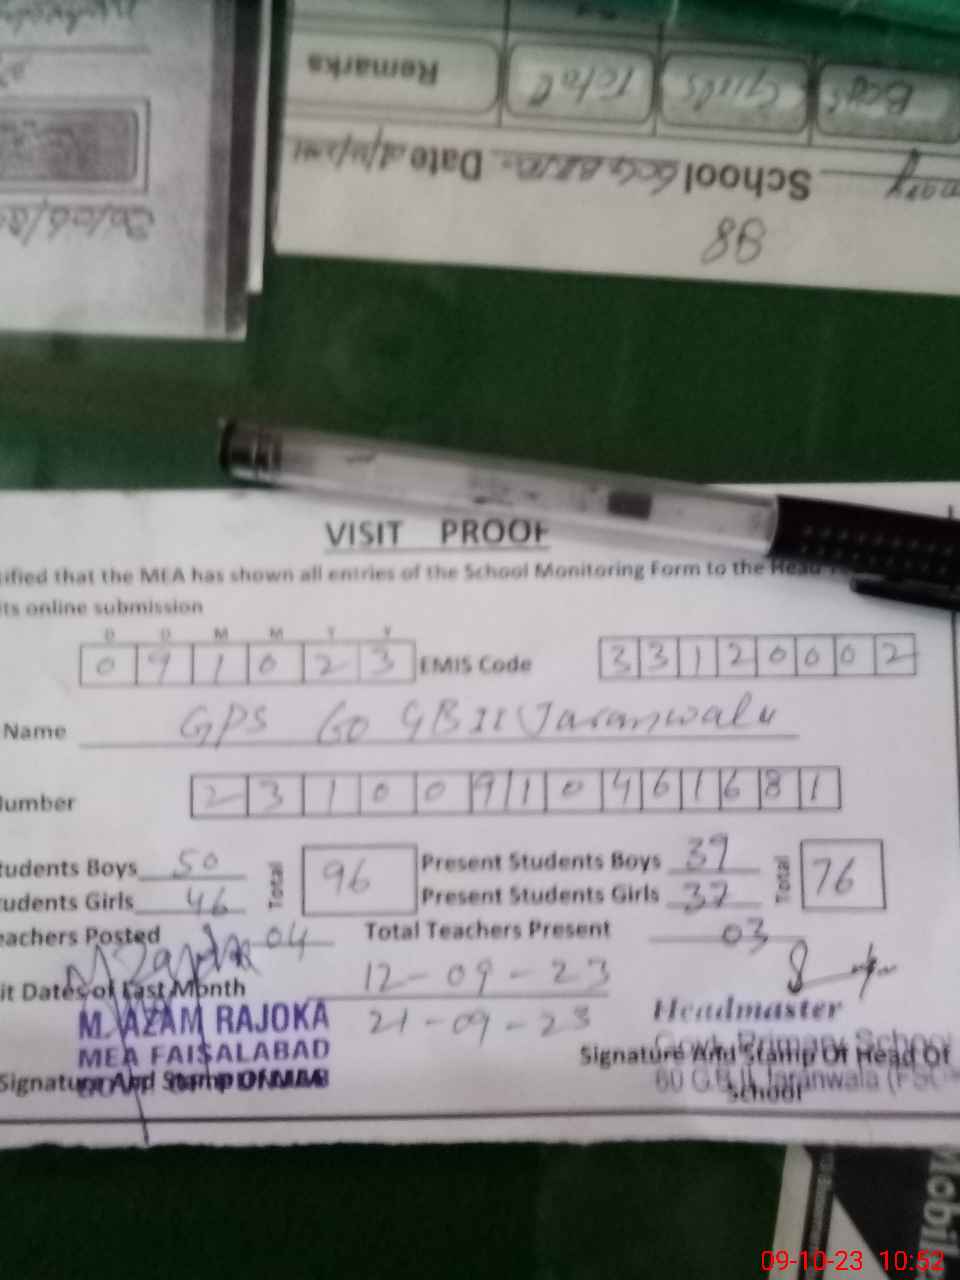 Remarks
Total
Girls
Boys
School
Date
88
VISIT PROOF
ified that the MEA has shown all entries of the School Monitoring Form to the Head
its online submission
D D M M Y Y
0 9 1 0 2 3 EMIS Code 3 3 1 2 0 0 0 2
Name GPS 60 GB II Jaranwala
umber 2 3 1 0 0 9 1 0 4 6 1 6 8 1
tudents Boys 50 Total 96 Present Students Boys 39 Total 76
udents Girls 46 Present Students Girls 37
eachers Posted 04 Total Teachers Present 03
it Dates of Last Month 12-09-23
21-09-23
M. AZAM RAJOKA
MEA FAISALABAD
Signature And Stamp Of MEA
Headmaster
Govt. Primary School
Signature And Stamp Of Head Of
60 G.B II Jaranwala
School
Mobil
09-10-23 10:52